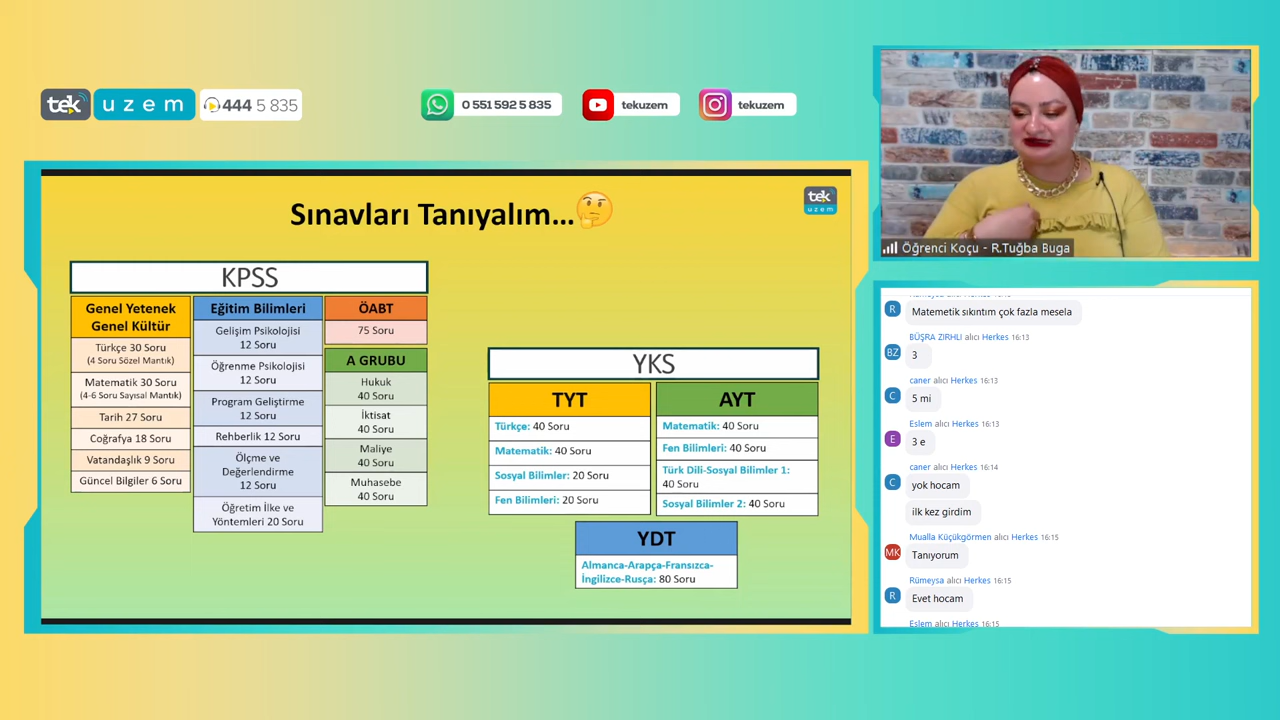 tek uzem 444 5 835
0 551 592 5 835
tekuzem
tekuzem
tek
uzem
Sınavları Tanıyalım...
KPSS
Genel Yetenek
Genel Kültür
Türkçe 30 Soru
(4 Soru Sözel Mantık)
Matematik 30 Soru
(4-6 Soru Sayısal Mantık)
Tarih 27 Soru
Coğrafya 18 Soru
Vatandaşlık 9 Soru
Güncel Bilgiler 6 Soru
Eğitim Bilimleri
Gelişim Psikolojisi
12 Soru
Öğrenme Psikolojisi
12 Soru
Program Geliştirme
12 Soru
Rehberlik 12 Soru
Ölçme ve
Değerlendirme
12 Soru
Öğretim İlke ve
Yöntemleri 20 Soru
ÖABT
75 Soru
A GRUBU
Hukuk
40 Soru
İktisat
40 Soru
Maliye
40 Soru
Muhasebe
40 Soru
YKS
TYT
Türkçe: 40 Soru
Matematik: 40 Soru
Sosyal Bilimler: 20 Soru
Fen Bilimleri: 20 Soru
AYT
Matematik: 40 Soru
Fen Bilimleri: 40 Soru
Türk Dili-Sosyal Bilimler 1:
40 Soru
Sosyal Bilimler 2: 40 Soru
YDT
Almanca-Arapça-Fransızca-
İngilizce-Rusça: 80 Soru
Öğrenci Koçu - R.Tuğba Buga
R
Matemetik sıkıntım çok fazla mesela
BÜŞRA ZIRHLI alıcı Herkes 16:13
BZ
3
caner alıcı Herkes 16:13
C
5 mi
Eslem alıcı Herkes 16:13
E
3 e
caner alıcı Herkes 16:14
C
yok hocam
ilk kez girdim
Mualla Küçükgörmen alıcı Herkes 16:15
MK
Tanıyorum
Rümeysa alıcı Herkes 16:15
R
Evet hocam
Eslem alıcı Herkes 16:15